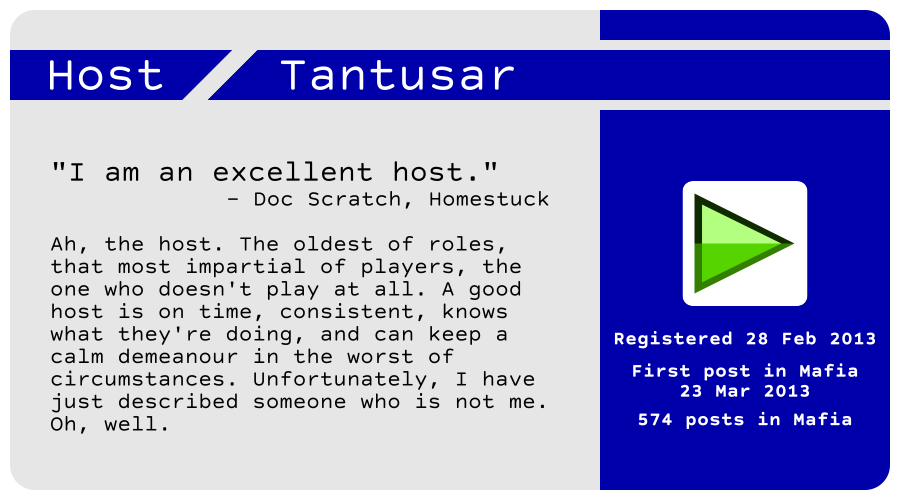 Host Tantusar
"I am an excellent host."
– Doc Scratch, Homestuck
Ah, the host. The oldest of roles,
that most impartial of players, the
one who doesn't play at all. A good
host is on time, consistent, knows
what they're doing, and can keep a
calm demeanour in the worst of
circumstances. Unfortunately, I have
just described someone who is not me.
Oh, well.
Registered 28 Feb 2013
First post in Mafia
23 Mar 2013
574 posts in Mafia